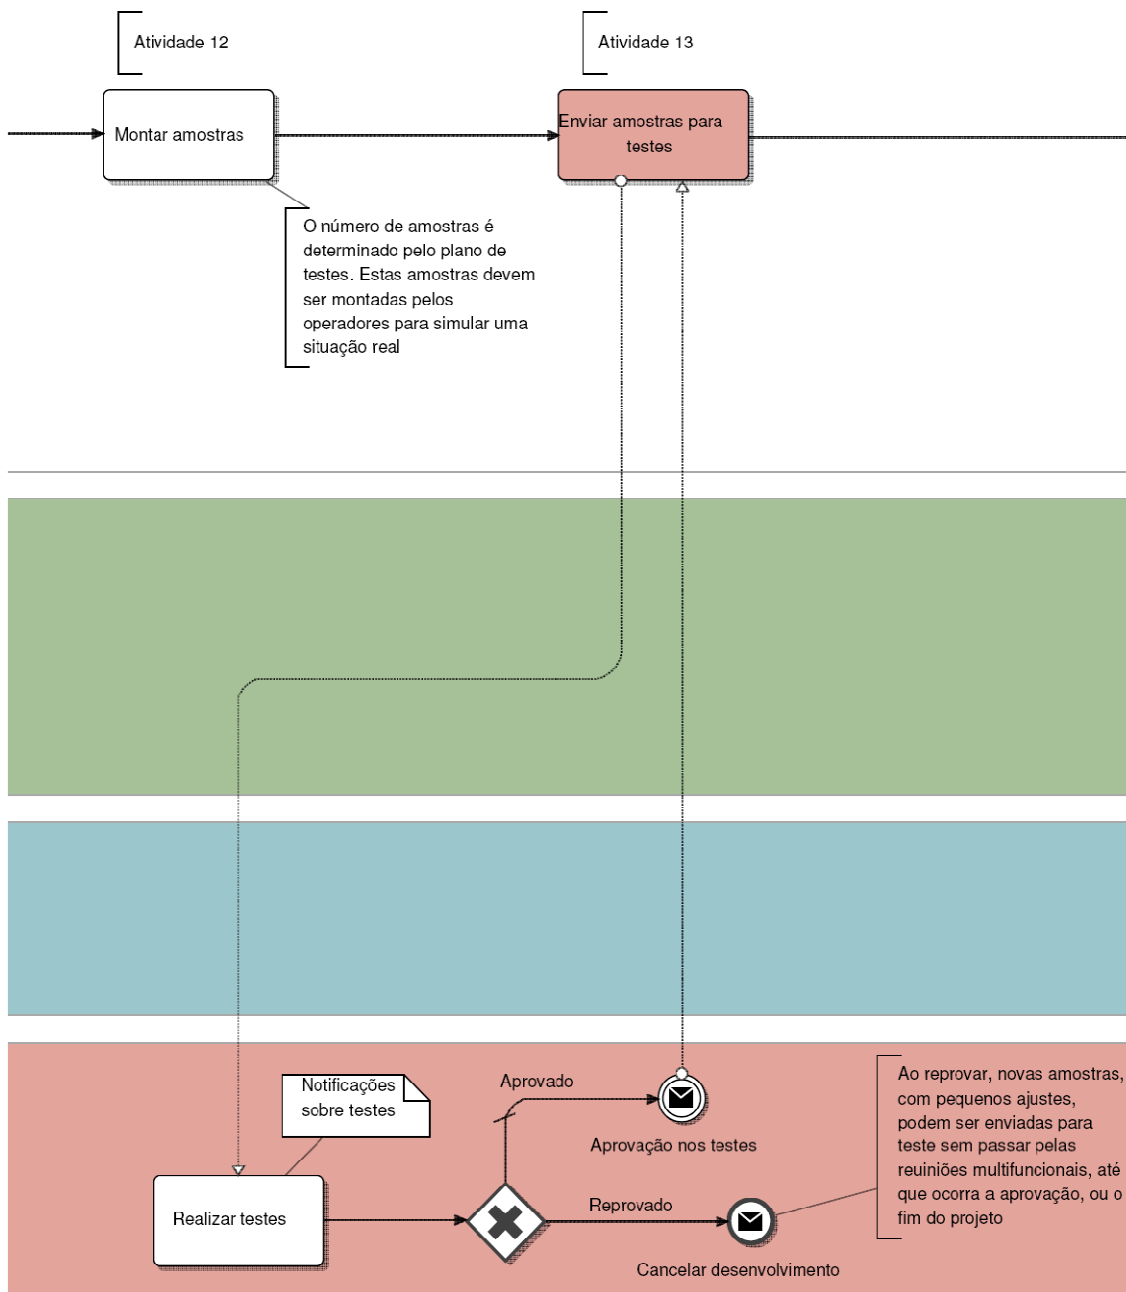 Atividade 12
Atividade 13
Montar amostras
Enviar amostras para
testes
O número de amostras é
determinado pelo plano de
testes. Estas amostras devem
ser montadas pelos
operadores para simular uma
situação real
Notificações
sobre testes
Aprovado
Aprovação nos testes
Ao reprovar, novas amostras,
com pequenos ajustes,
podem ser enviadas para
teste sem passar pelas
reuiniões multifuncionais, até
que ocorra a aprovação, ou o
fim do projeto
Realizar testes
Reprovado
Cancelar desenvolvimento